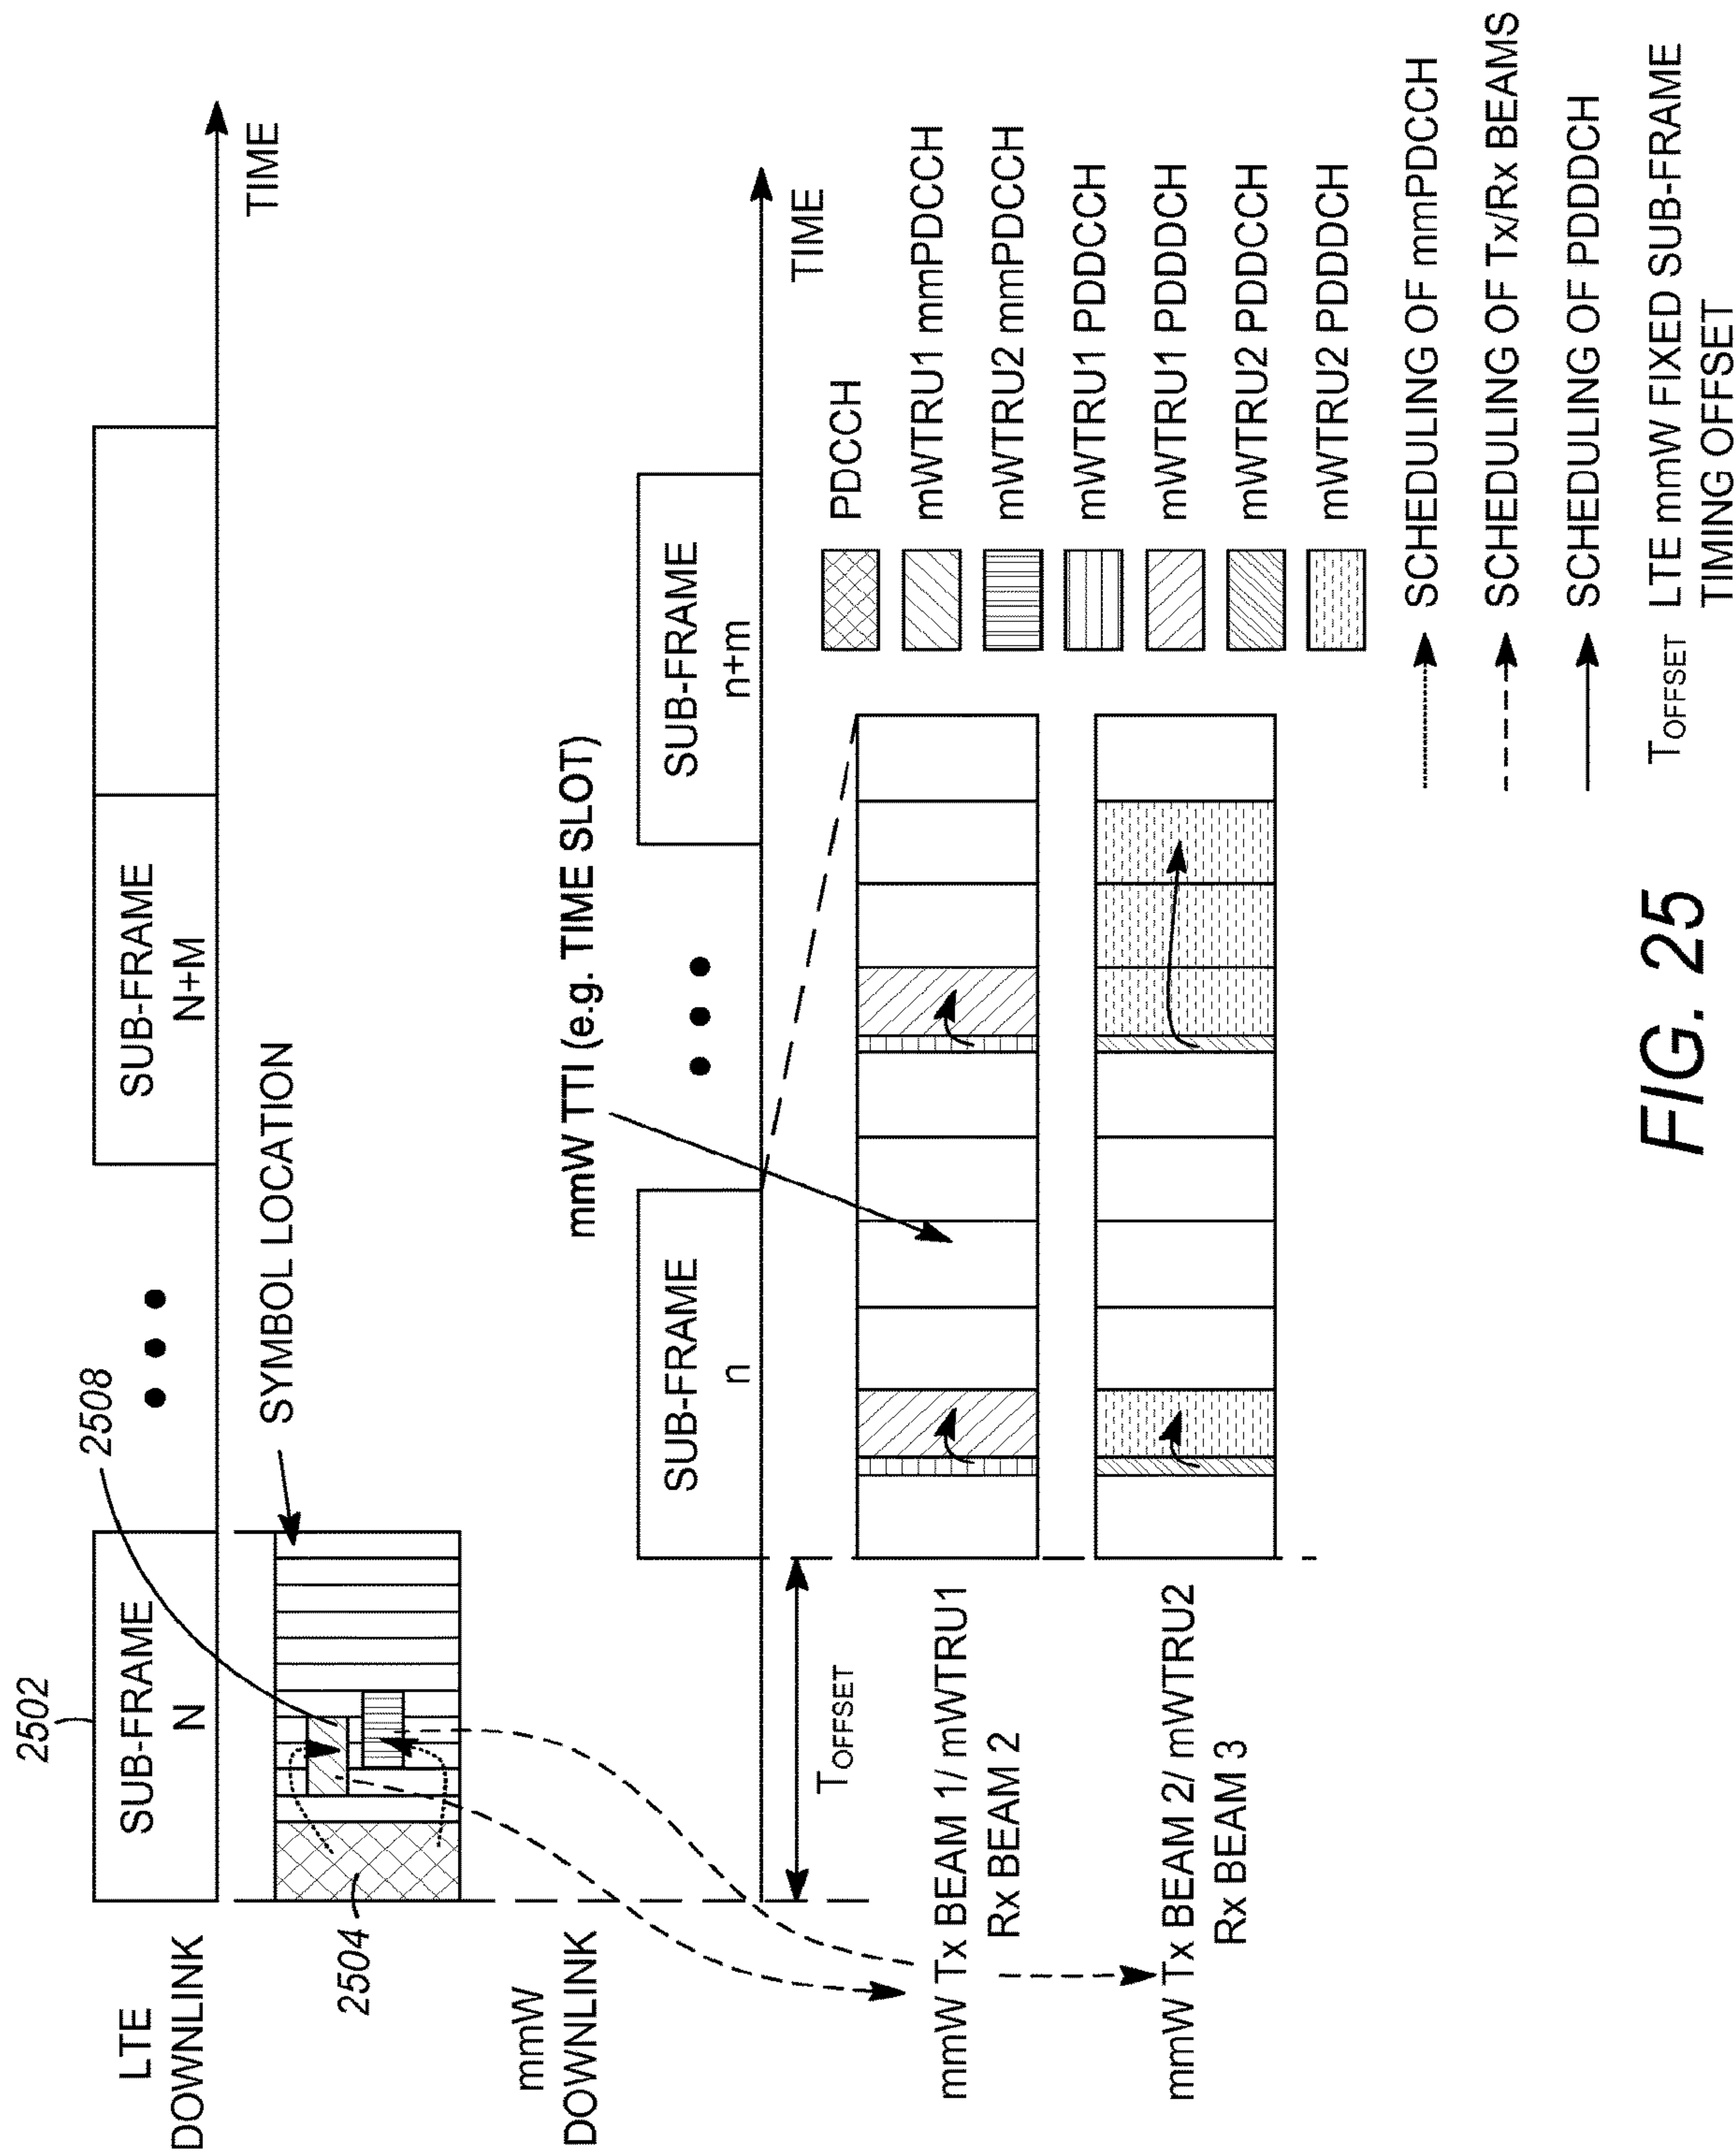 2502
LTE
DOWNLINK
SUB-FRAME
N
2508
SUB-FRAME
N+M
TIME
2504
SYMBOL LOCATION
mmW
DOWNLINK
SUB-FRAME
n
mmW TTI (e.g. TIME SLOT)
SUB-FRAME
n+m
TIME
TOFFSET
mmW Tx BEAM 1/ mWTRU1
Rx BEAM 2
mmW Tx BEAM 2/ mWTRU2
Rx BEAM 3
PDCCH
mWTRU1 mmPDCCH
mWTRU2 mmPDCCH
mWTRU1 PDDCCH
mWTRU1 PDDDCH
mWTRU2 PDDCCH
mWTRU2 PDDDCH
SCHEDULING OF mmPDCCH
SCHEDULING OF Tx/Rx BEAMS
SCHEDULING OF PDDDCH
TOFFSET LTE mmW FIXED SUB-FRAME
TIMING OFFSET
FIG. 25